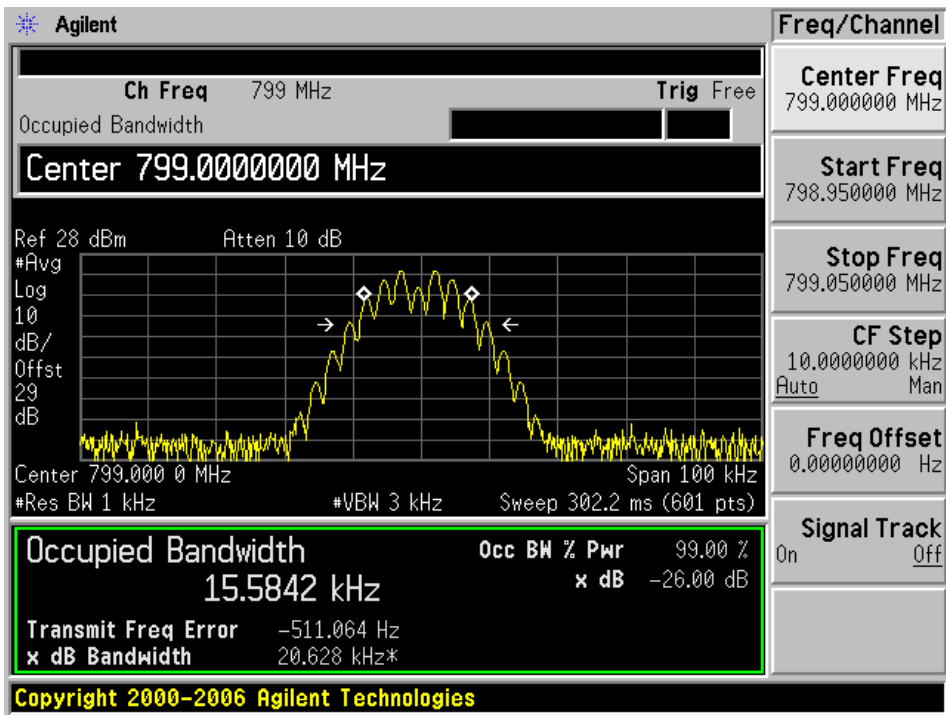 Agilent
Freq/Channel
Ch Freq 799 MHz Trig Free
Occupied Bandwidth
Center 799.0000000 MHz
Ref 28 dBm Atten 10 dB
#Avg
Log
10
dB/
Offst
29
dB
Center 799.000 0 MHz Span 100 kHz
#Res BW 1 kHz #VBW 3 kHz Sweep 302.2 ms (601 pts)
Occupied Bandwidth Occ BW % Pwr 99.00 %
15.5842 kHz x dB -26.00 dB
Transmit Freq Error -511.064 Hz
x dB Bandwidth 20.628 kHz*
Copyright 2000-2006 Agilent Technologies
Center Freq
799.000000 MHz
Start Freq
798.950000 MHz
Stop Freq
799.050000 MHz
CF Step
10.0000000 kHz
Auto Man
Freq Offset
0.00000000 Hz
Signal Track
On Off